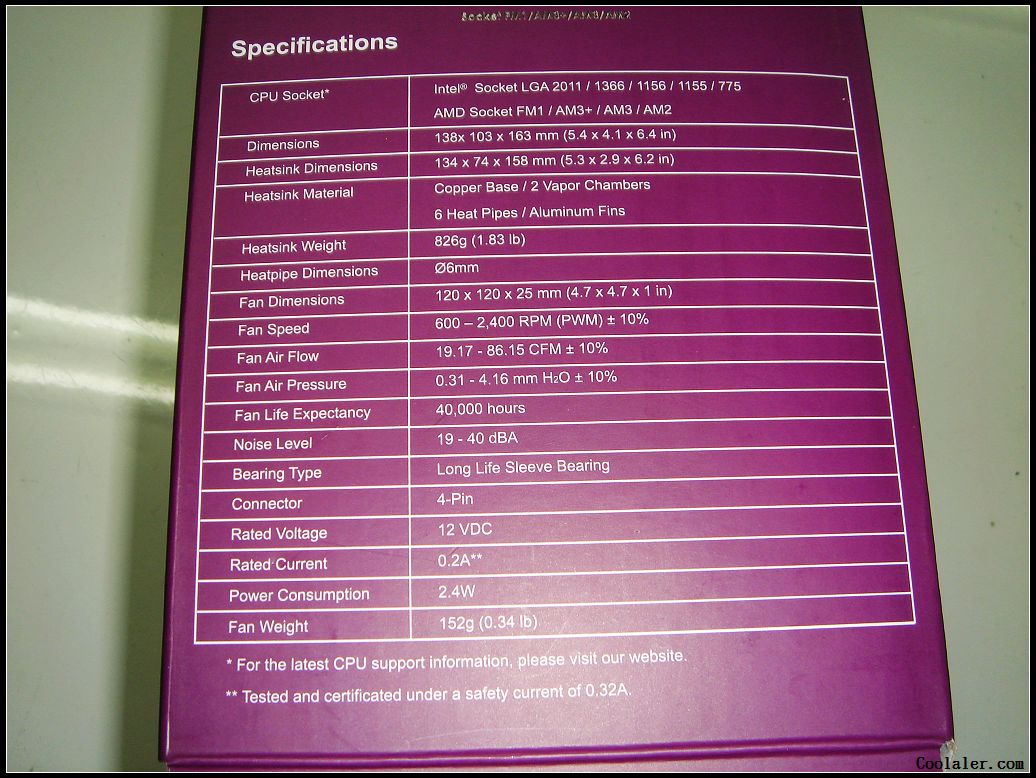 Socket FM1/AM3+/AM3/AM2
Specifications
CPU Socket* Intel® Socket LGA 2011 / 1366 / 1156 / 1155 / 775
AMD Socket FM1 / AM3+ / AM3 / AM2
Dimensions 138x 103 x 163 mm (5.4 x 4.1 x 6.4 in)
Heatsink Dimensions 134 x 74 x 158 mm (5.3 x 2.9 x 6.2 in)
Heatsink Material Copper Base / 2 Vapor Chambers
6 Heat Pipes / Aluminum Fins
Heatsink Weight 826g (1.83 lb)
Heatpipe Dimensions Ø6mm
Fan Dimensions 120 x 120 x 25 mm (4.7 x 4.7 x 1 in)
Fan Speed 600 – 2,400 RPM (PWM) ± 10%
Fan Air Flow 19.17 - 86.15 CFM ± 10%
Fan Air Pressure 0.31 - 4.16 mm H₂O ± 10%
Fan Life Expectancy 40,000 hours
Noise Level 19 - 40 dBA
Bearing Type Long Life Sleeve Bearing
Connector 4-Pin
Rated Voltage 12 VDC
Rated Current 0.2A**
Power Consumption 2.4W
Fan Weight 152g (0.34 lb)
* For the latest CPU support information, please visit our website.
** Tested and certificated under a safety current of 0.32A.
Coolaler.com